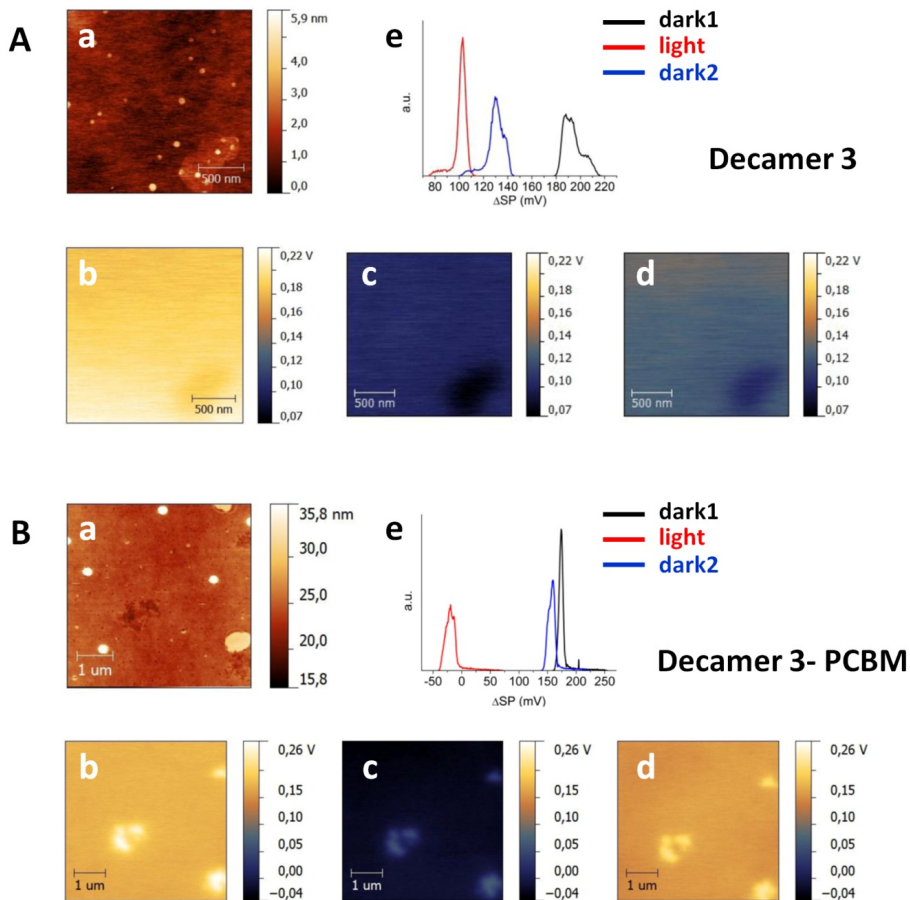 A
a
5,9 nm
4,0
3,0
2,0
1,0
0,0
500 nm
e
a.u.
80 100 120 140 160 180 200 220
ΔSP (mV)
dark1
light
dark2
Decamer 3
b
500 nm
0,22 V
0,18
0,14
0,12
0,10
0,07
c
500 nm
0,22 V
0,18
0,14
0,12
0,10
0,07
d
500 nm
0,22 V
0,18
0,14
0,12
0,10
0,07
B
a
1 um
35,8 nm
30,0
25,0
20,0
15,8
e
a.u.
-50 0 50 100 150 200 250
ΔSP (mV)
dark1
light
dark2
Decamer 3- PCBM
b
1 um
0,26 V
0,15
0,10
0,05
0,00
−0,04
c
1 um
0,26 V
0,15
0,10
0,05
0,00
−0,04
d
1 um
0,26 V
0,15
0,10
0,05
0,00
−0,04